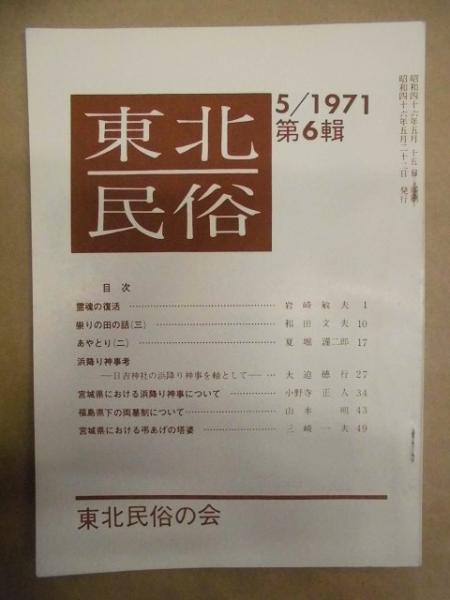 5/1971
第6輯
東北
民俗
昭和四十六年五月 十五 印
昭和四十六年五月二十二日 発行
目 次
霊魂の復活 …… 岩崎敏夫 1
祟りの田の話(三) …… 和田文夫 10
あやとり(二) …… 夏堀謹二郎 17
浜降り神事考
―日吉神社の浜降り神事を軸として― … 大迫徳行 27
宮城県における浜降り神事について …… 小野寺正人 34
福島県下の両墓制について …… 山本明 43
宮城県における弔あげの塔婆 …… 三崎一夫 49
東北民俗の会